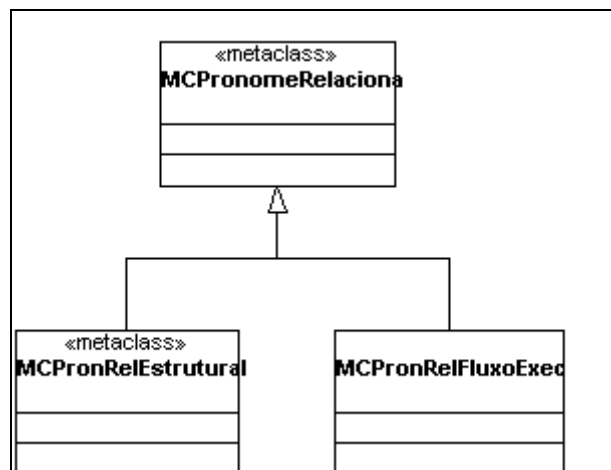 «metaclass»
MCPronomeRelaciona
«metaclass»
MCPronRelEstrutural
MCPronRelFluxoExec